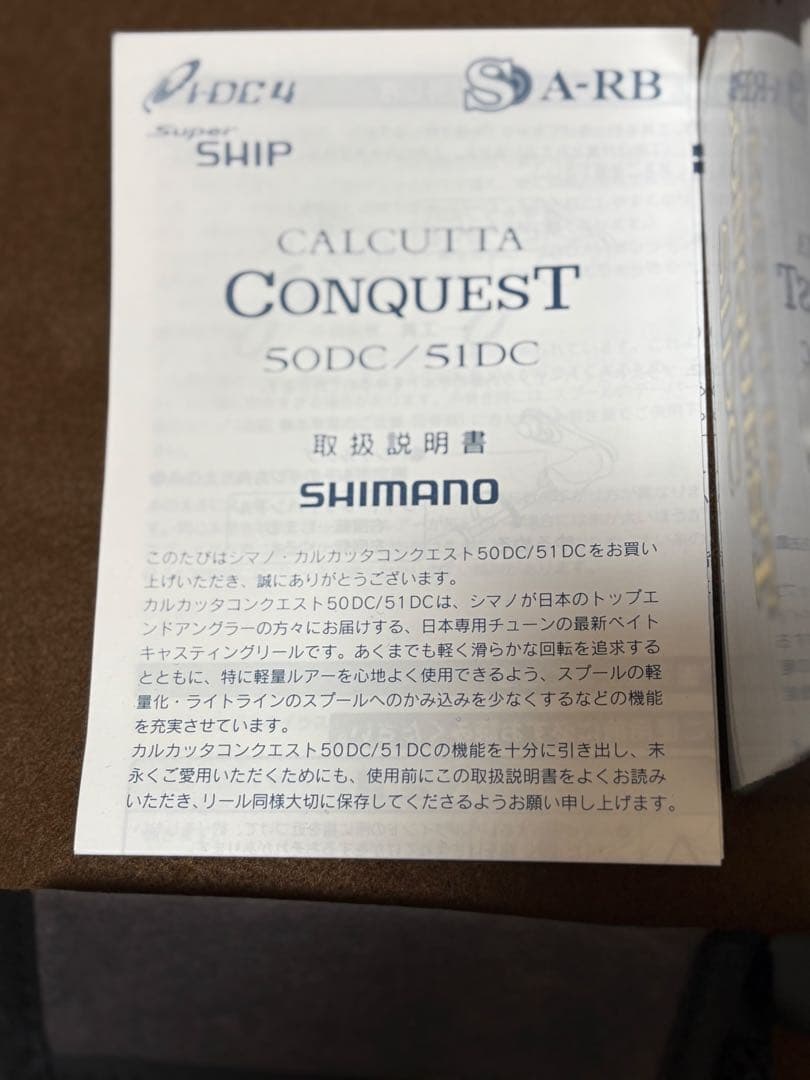 I-DC4
Super
SHIP
A-RB
CALCUTTA
CONQUEST
50DC/51DC
取扱説明書
SHIMANO
このたびはシマノ・カルカッタコンクエスト50DC/51DCをお買い
上げいただき、誠にありがとうございます。
カルカッタコンクエスト50DC/51DCは、シマノが日本のトップエ
ンドアングラーの方々にお届けする、日本専用チューンの最新ベイト
キャスティングリールです。あくまでも軽く滑らかな回転を追求する
とともに、特に軽量ルアーを心地よく使用できるよう、スプールの軽
量化・ライトラインのスプールへのかみ込みを少なくするなどの機能
を充実させています。
カルカッタコンクエスト50DC/51DCの機能を十分に引き出し、末
永くご愛用いただくためにも、使用前にこの取扱説明書をよくお読み
いただき、リール同様大切に保存してくださるようお願い申し上げます。